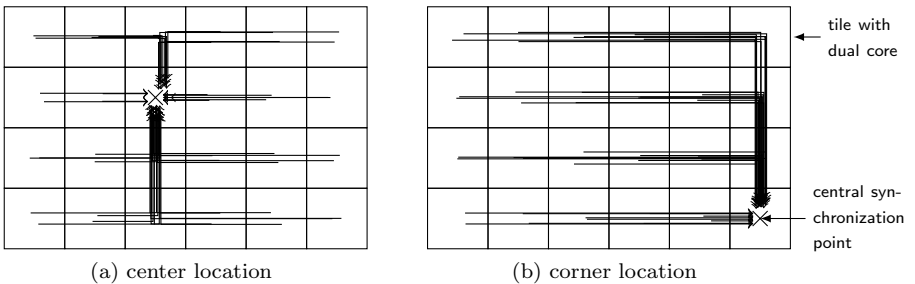 tile with
dual core
central syn-
chronization
point
(a) center location
(b) corner location